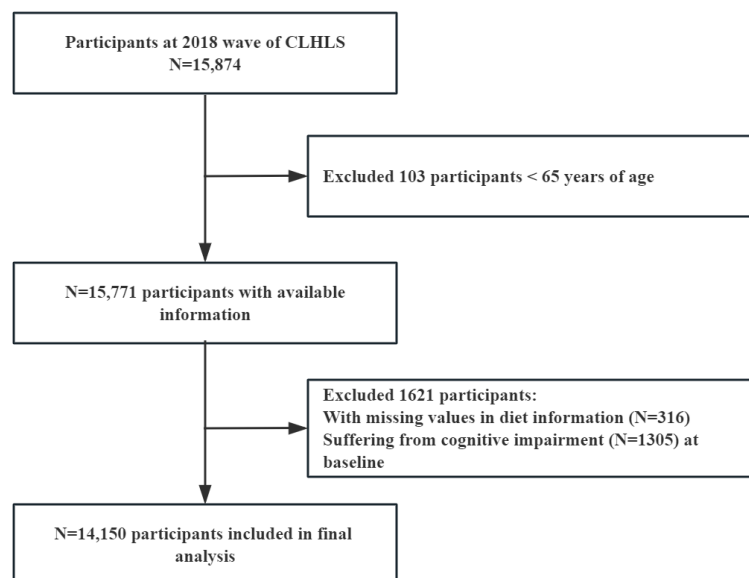 Participants at 2018 wave of CLHLS
N=15,874
Excluded 103 participants < 65 years of age
N=15,771 participants with available
information
Excluded 1621 participants:
With missing values in diet information (N=316)
Suffering from cognitive impairment (N=1305) at
baseline
N=14,150 participants included in final
analysis